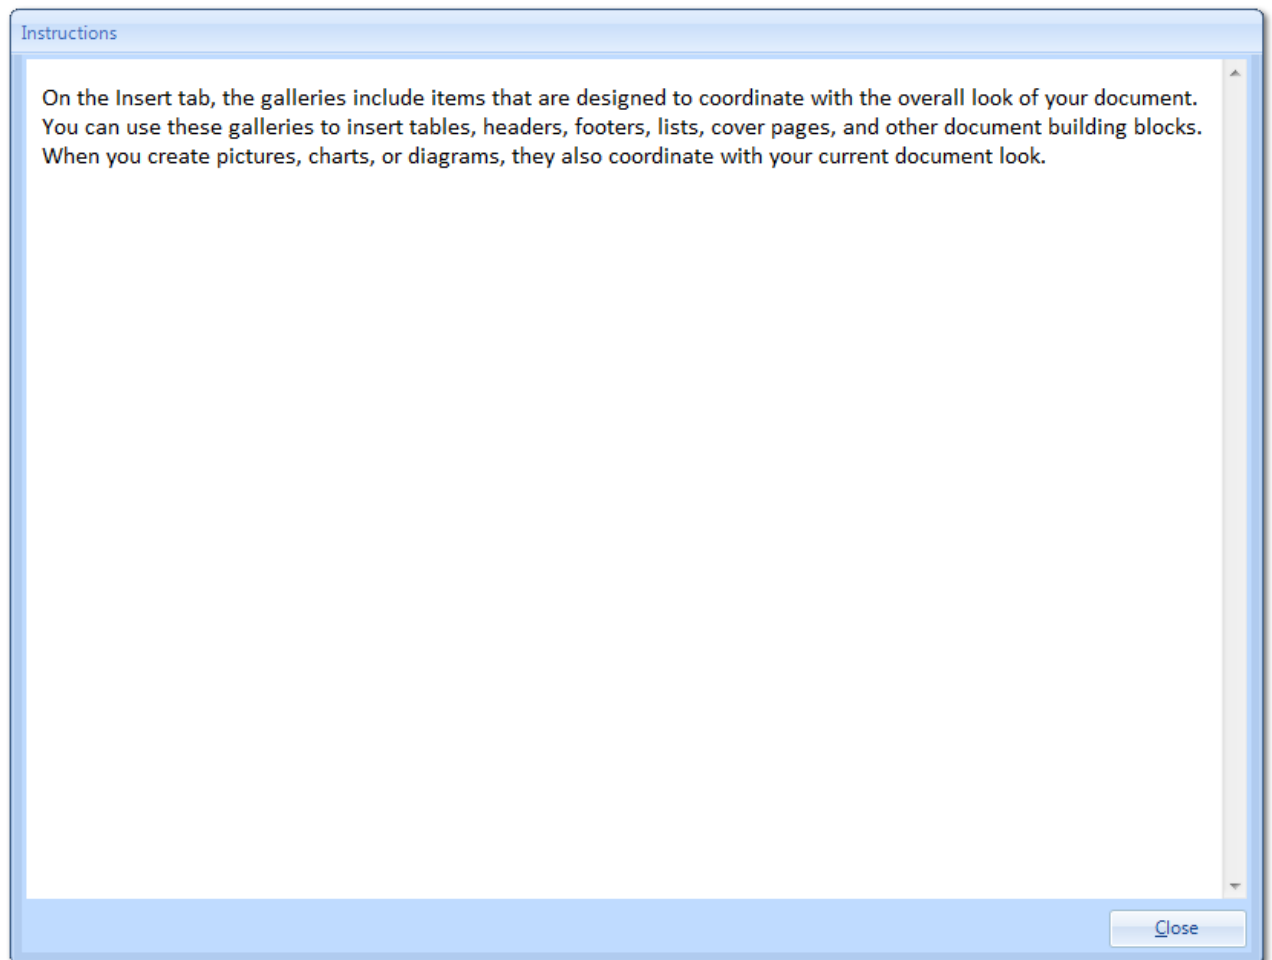 Instructions
On the Insert tab, the galleries include items that are designed to coordinate with the overall look of your document.
You can use these galleries to insert tables, headers, footers, lists, cover pages, and other document building blocks.
When you create pictures, charts, or diagrams, they also coordinate with your current document look.
Close